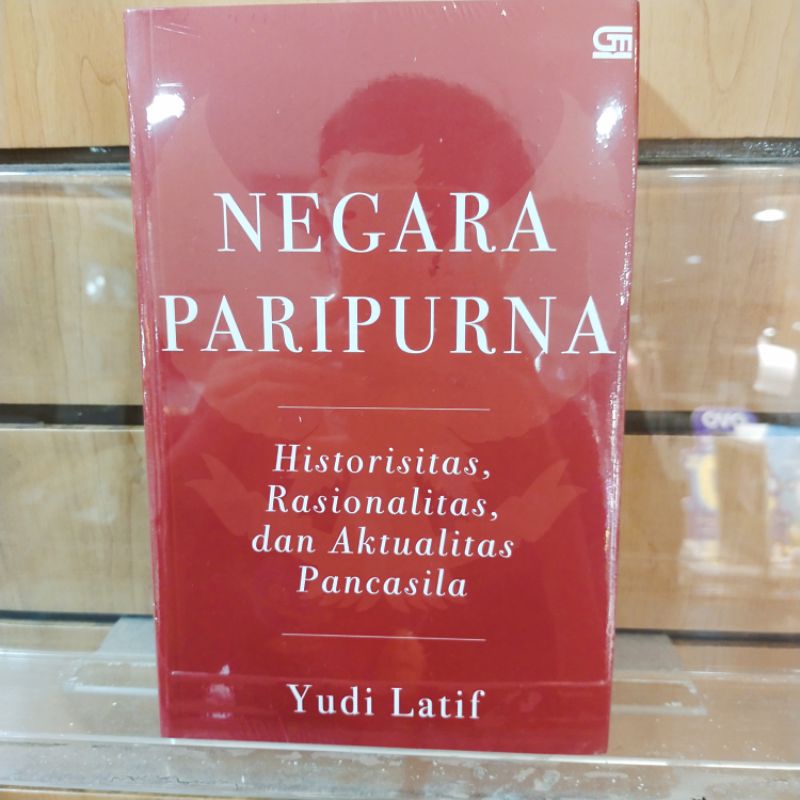 NEGARA
PARIPURNA
Historisitas,
Rasionalitas,
dan Aktualitas
Pancasila
Yudi Latif